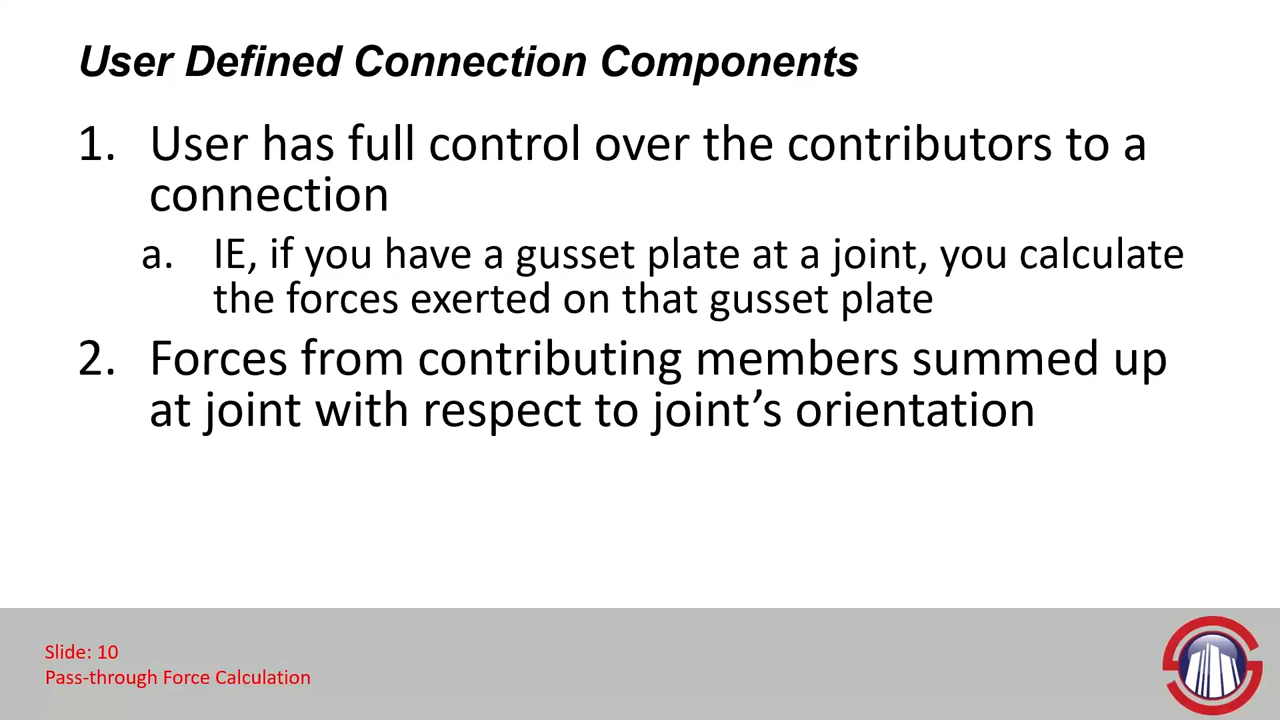 User Defined Connection Components
1. User has full control over the contributors to a
connection
a. IE, if you have a gusset plate at a joint, you calculate
the forces exerted on that gusset plate
2. Forces from contributing members summed up
at joint with respect to joint’s orientation
Slide: 10
Pass-through Force Calculation